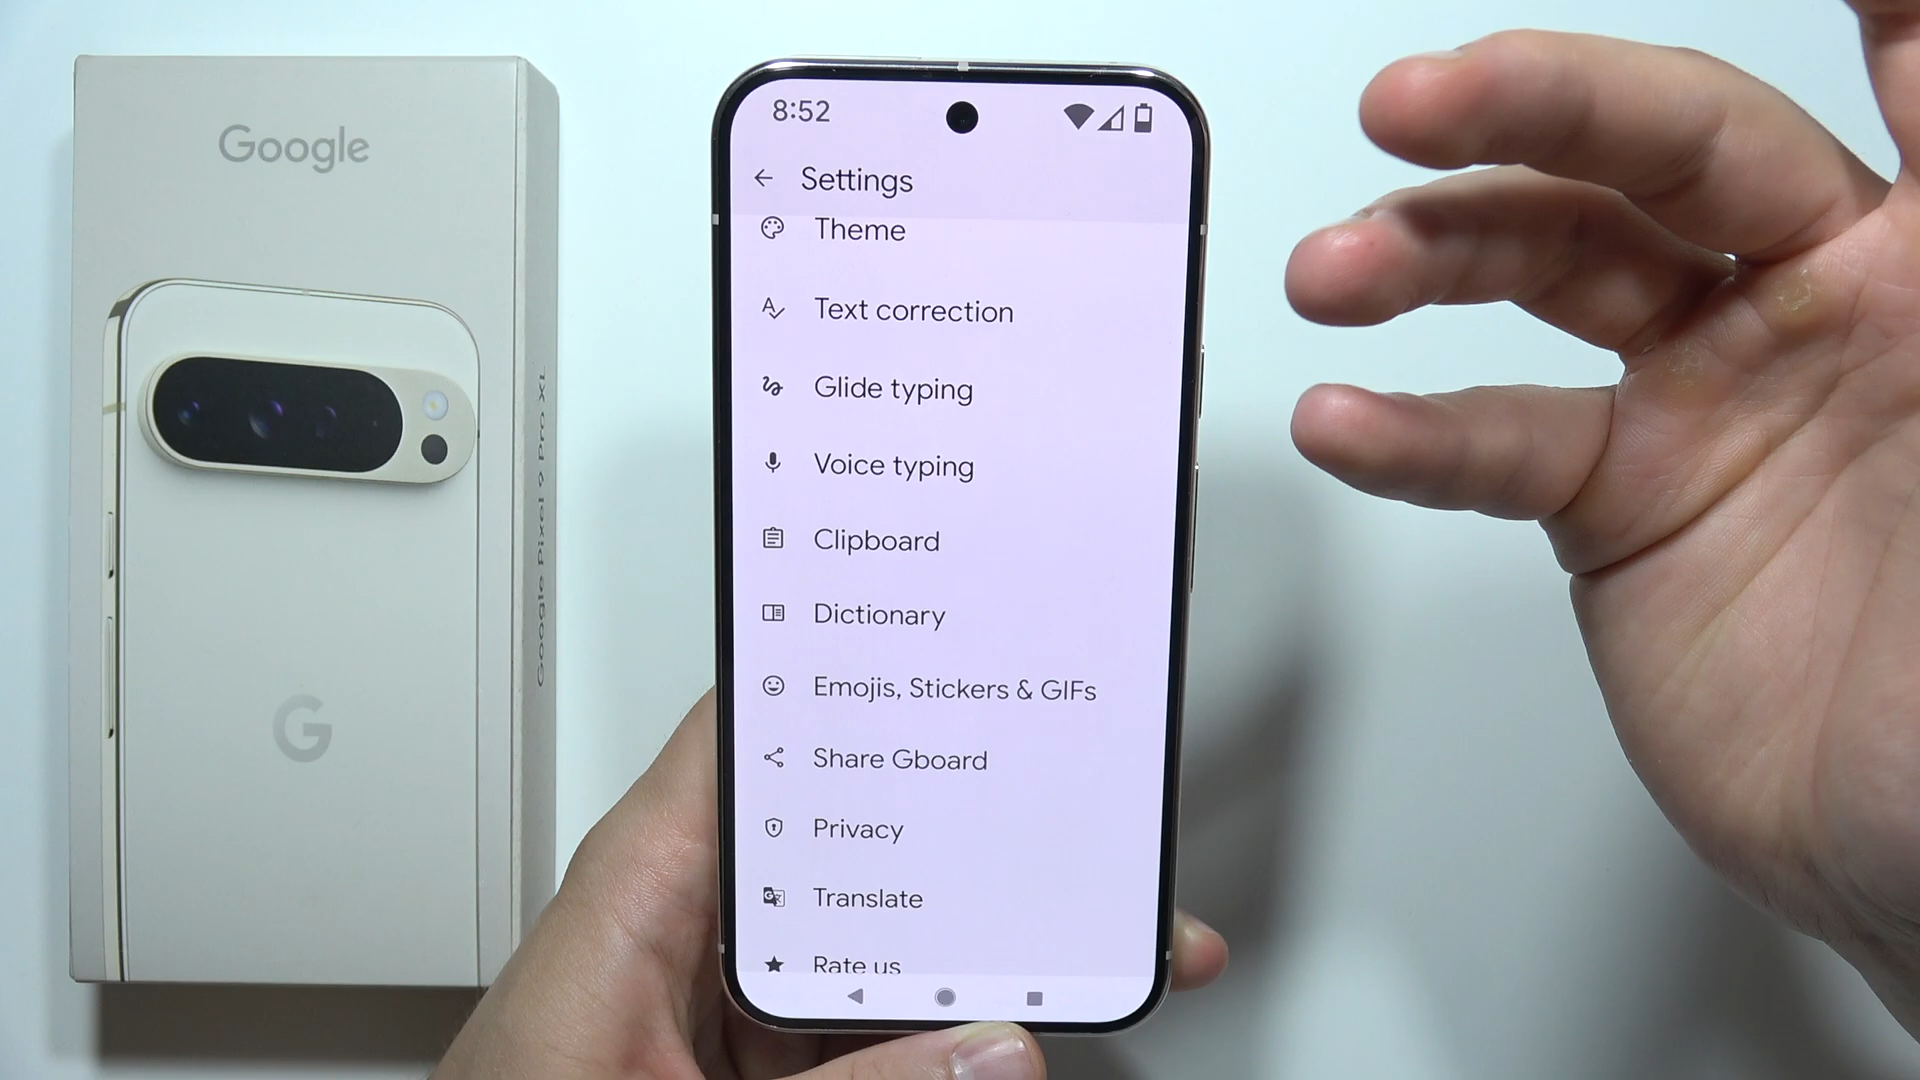 Google
G
Google Pixel 9 Pro XL
8:52
Settings
Theme
Text correction
Glide typing
Voice typing
Clipboard
Dictionary
Emojis, Stickers & GIFs
Share Gboard
Privacy
Translate
Rate us